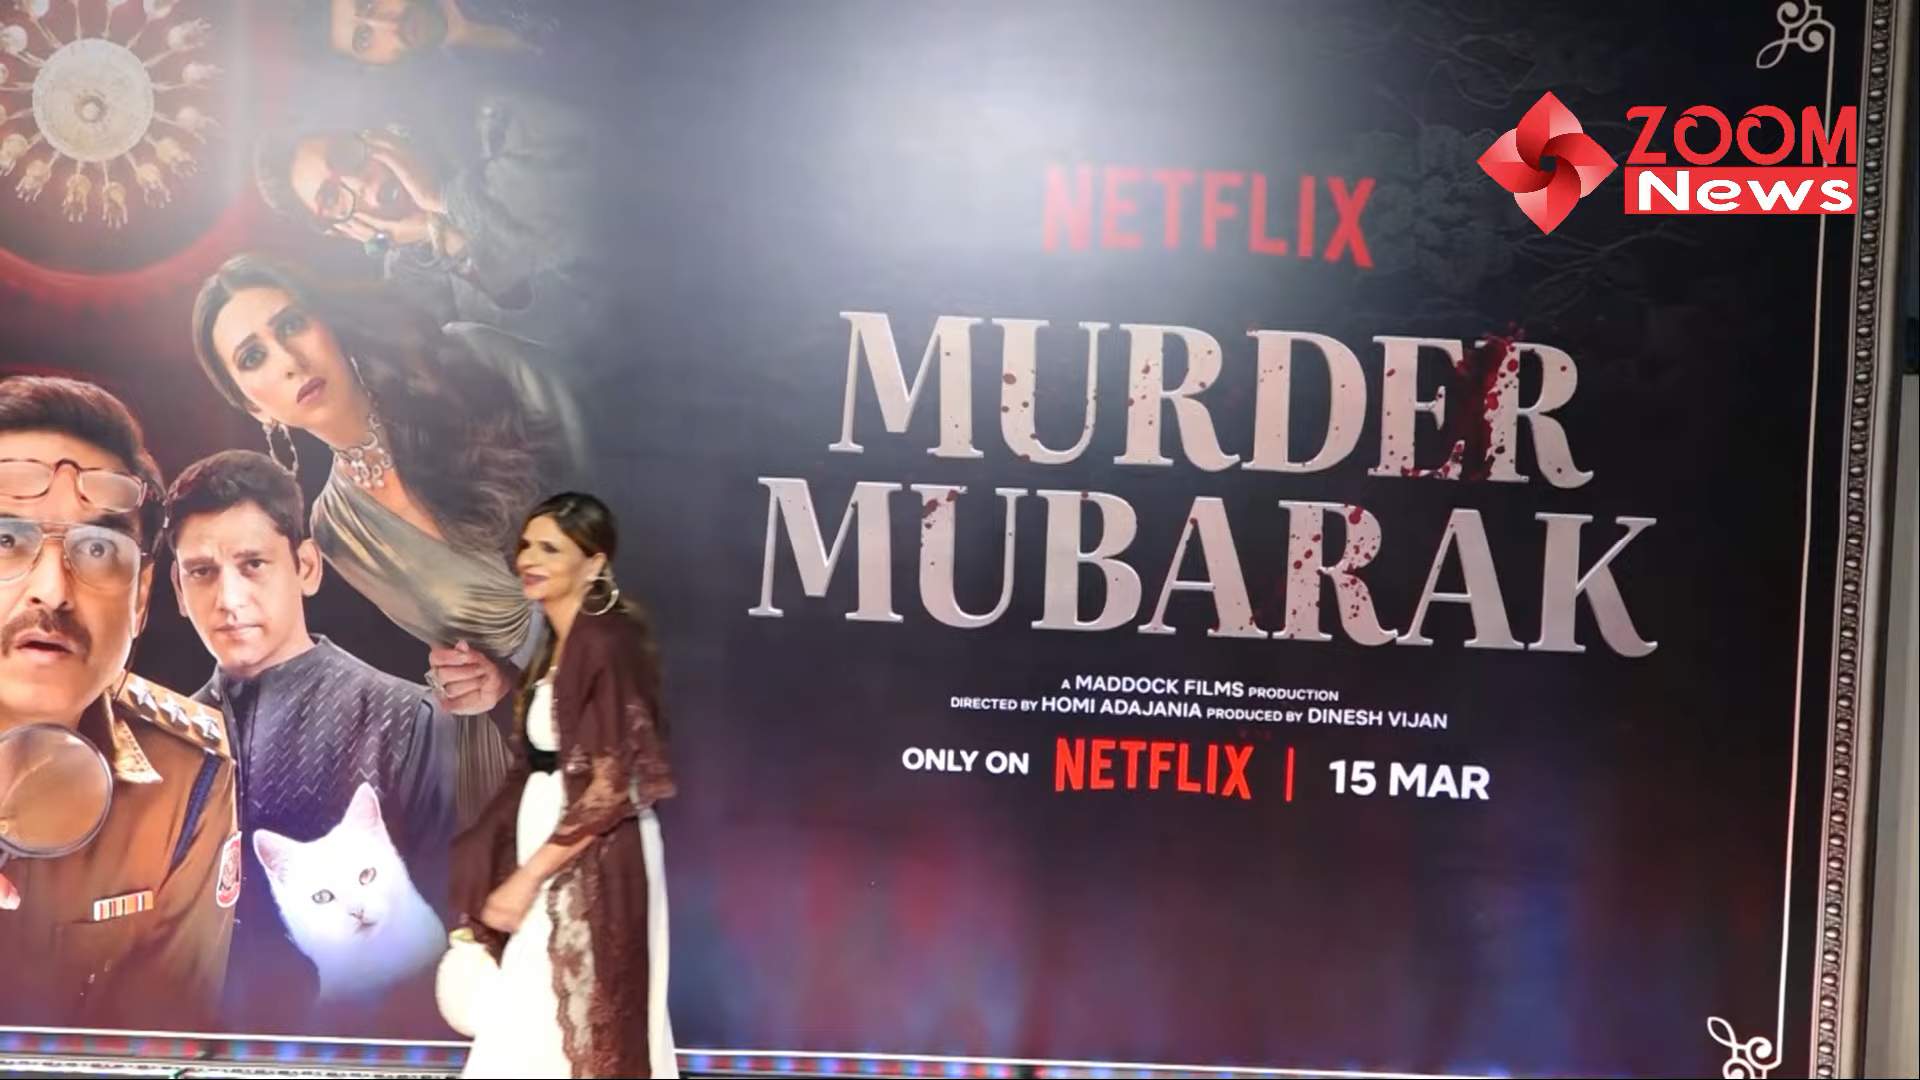 ZOOM
News
NETFLIX
MURDER
MUBARAK
A MADDOCK FILMS PRODUCTION
DIRECTED BY HOMI ADAJANIA PRODUCED BY DINESH VIJAN
ONLY ON NETFLIX | 15 MAR